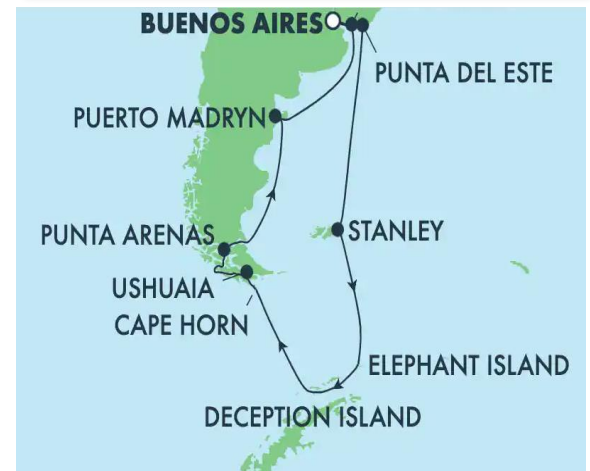 BUENOS AIRES
PUNTA DEL ESTE
PUERTO MADRYN
PUNTA ARENAS
STANLEY
USHUAIA
CAPE HORN
ELEPHANT ISLAND
DECEPTION ISLAND